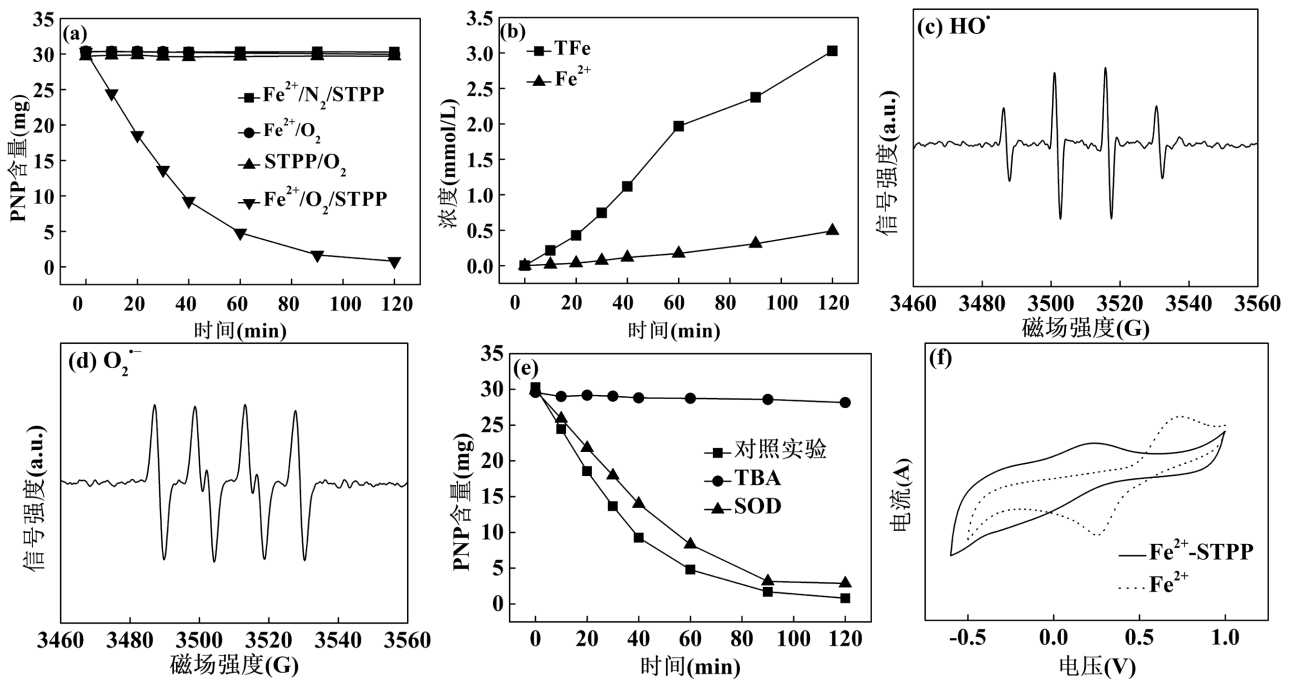 (a)
35
30
25
20
15
10
5
0
PNP含量(mg)
Fe²⁺/N₂/STPP
Fe²⁺/O₂
STPP/O₂
Fe²⁺/O₂/STPP
0 20 40 60 80 100 120
时间(min)
(b)
3.5
3.0
2.5
2.0
1.5
1.0
0.5
0.0
浓度(mmol/L)
TFe
Fe²⁺
0 20 40 60 80 100 120
时间(min)
(c) HO•
信号强度(a.u.)
3460 3480 3500 3520 3540 3560
磁场强度(G)
(d) O₂•⁻
信号强度(a.u.)
3460 3480 3500 3520 3540 3560
磁场强度(G)
(e)
35
30
25
20
15
10
5
0
PNP含量(mg)
对照实验
TBA
SOD
0 20 40 60 80 100 120
时间(min)
(f)
电流(A)
Fe²⁺-STPP
Fe²⁺
-0.5 0.0 0.5 1.0
电压(V)